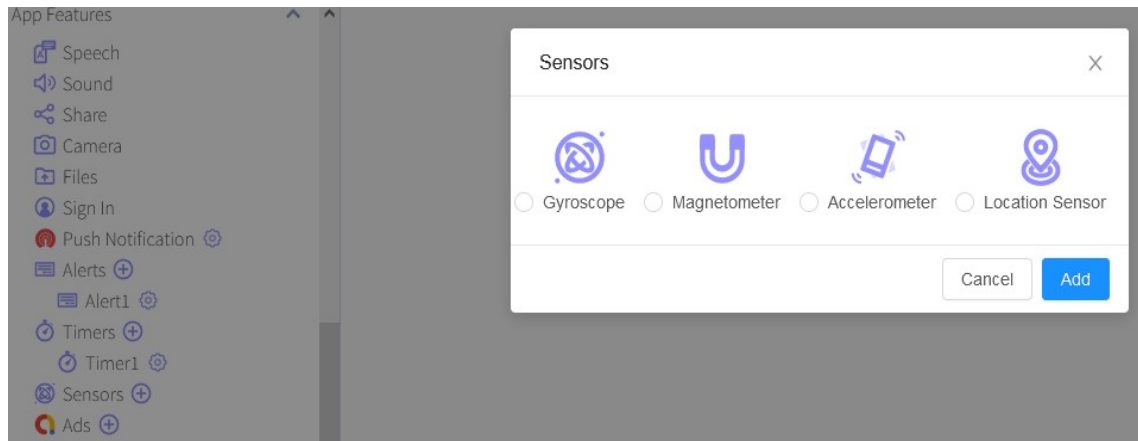 App Features
Speech
Sound
Share
Camera
Files
Sign In
Push Notification
Alerts
Alert1
Timers
Timer1
Sensors
Ads
Sensors
X
Gyroscope Magnetometer Accelerometer Location Sensor
Cancel Add